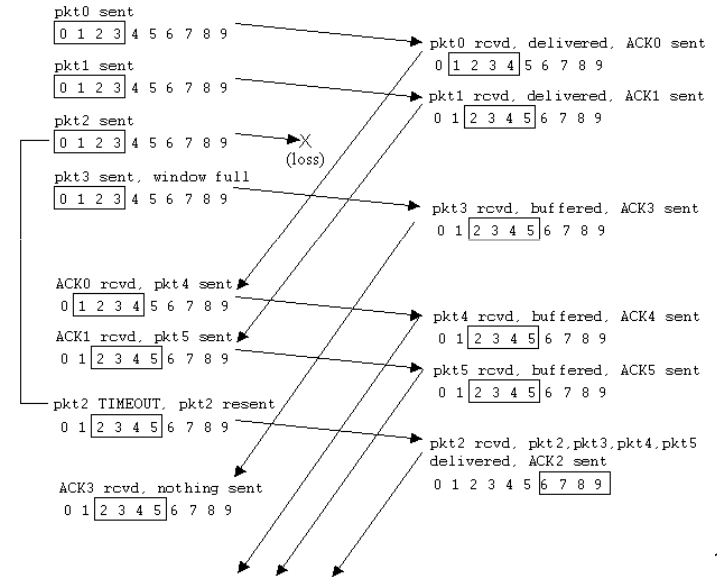 pkt0 sent
0 1 2 3 4 5 6 7 8 9
pkt1 sent
0 1 2 3 4 5 6 7 8 9
pkt2 sent
0 1 2 3 4 5 6 7 8 9
X
(loss)
pkt3 sent, window full
0 1 2 3 4 5 6 7 8 9
ACK0 rcvd, pkt4 sent
0 1 2 3 4 5 6 7 8 9
ACK1 rcvd, pkt5 sent
0 1 2 3 4 5 6 7 8 9
pkt2 TIMEOUT, pkt2 resent
0 1 2 3 4 5 6 7 8 9
ACK3 rcvd, nothing sent
0 1 2 3 4 5 6 7 8 9
pkt0 rcvd, delivered, ACK0 sent
0 1 2 3 4 5 6 7 8 9
pkt1 rcvd, delivered, ACK1 sent
0 1 2 3 4 5 6 7 8 9
pkt3 rcvd, buffered, ACK3 sent
0 1 2 3 4 5 6 7 8 9
pkt4 rcvd, buffered, ACK4 sent
0 1 2 3 4 5 6 7 8 9
pkt5 rcvd, buffered, ACK5 sent
0 1 2 3 4 5 6 7 8 9
pkt2 rcvd, pkt2,pkt3,pkt4,pkt5
delivered, ACK2 sent
0 1 2 3 4 5 6 7 8 9